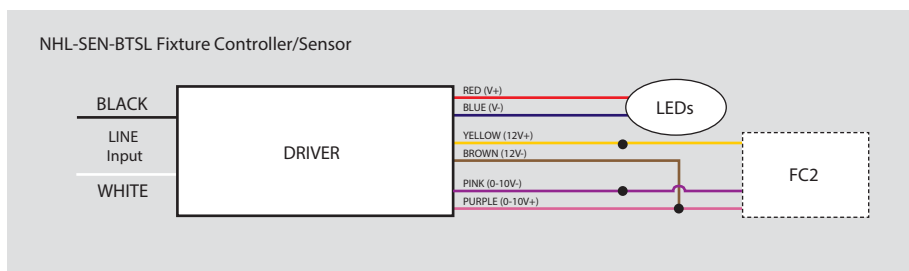 NHL-SEN-BTSL Fixture Controller/Sensor
BLACK
LINE
Input
WHITE
DRIVER
RED (V+)
BLUE (V-)
YELLOW (12V+)
BROWN (12V-)
PINK (0-10V-)
PURPLE (0-10V+)
LEDs
FC2